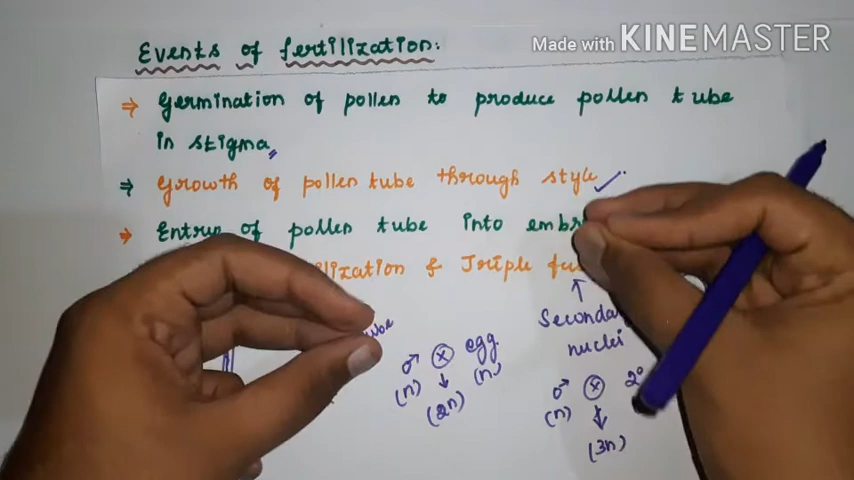 Made with KINEMASTER
Events of fertilization:
⇒ Germination of pollen to produce pollen tube
in stigma
⇒ Growth of pollen tube through style ✓
⇒ Entry of pollen tube into
& Triple
Secondary
nuclei
♂ ⊗ egg
(n) ↓ (n)
(2n)
♂ ⊗ 2°
(n) ↓
(3n)